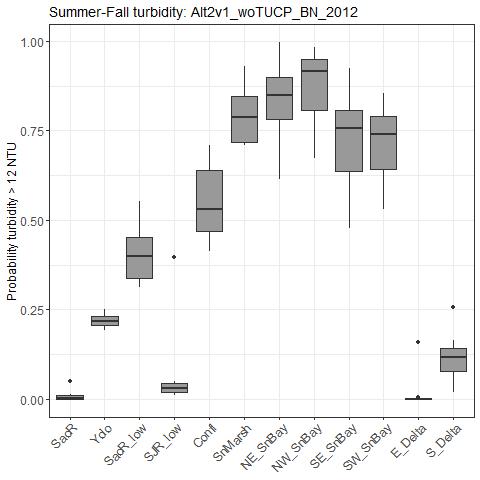 Summer-Fall turbidity: Alt2v1_woTUCP_BN_2012
Probability turbidity > 12 NTU
1.00
0.75
0.50
0.25
0.00
SacR
Yolo
SacR_low
SJR_low
Confl
SnMarsh
NE_SnBay
NW_SnBay
SE_SnBay
SW_SnBay
E_Delta
S_Delta